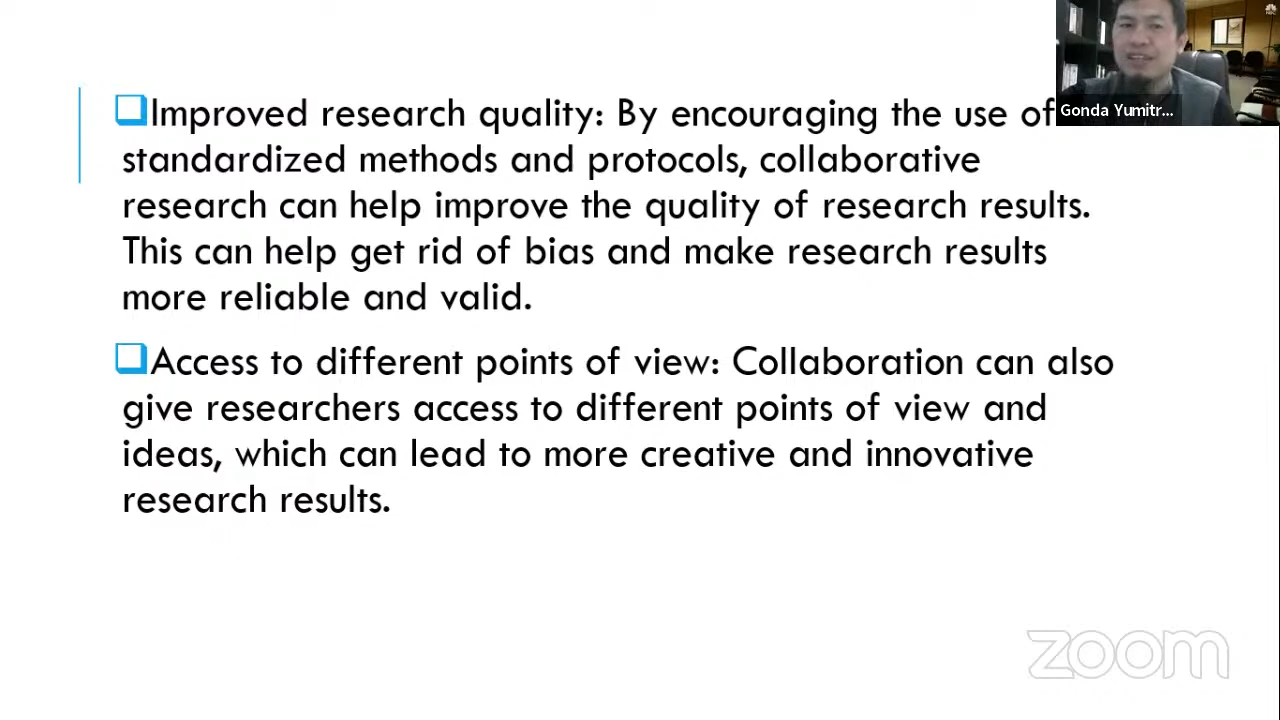 Improved research quality: By encouraging the use of
standardized methods and protocols, collaborative
research can help improve the quality of research results.
This can help get rid of bias and make research results
more reliable and valid.
Access to different points of view: Collaboration can also
give researchers access to different points of view and
ideas, which can lead to more creative and innovative
research results.
Gonda Yumitr...
zoom